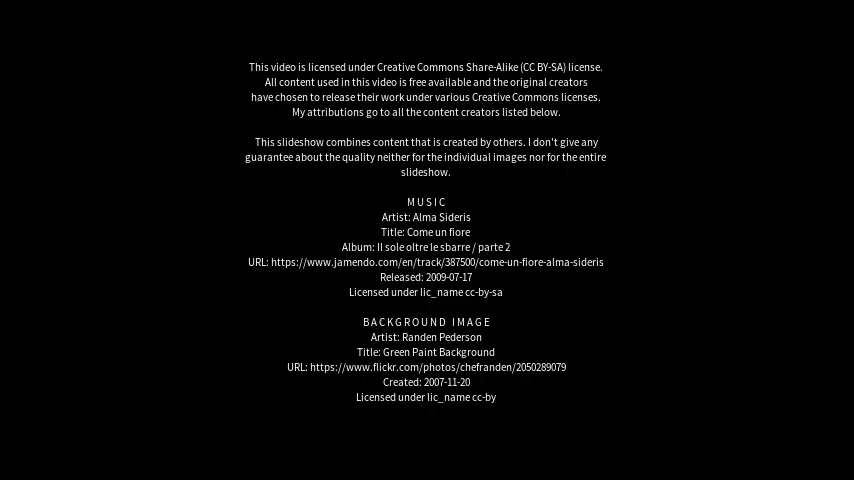 This video is licensed under Creative Commons Share-Alike (CC BY-SA) license.
All content used in this video is free available and the original creators
have chosen to release their work under various Creative Commons licenses.
My attributions go to all the content creators listed below.
This slideshow combines content that is created by others. I don't give any
guarantee about the quality neither for the individual images nor for the entire
slideshow.
MUSIC
Artist: Alma Sideris
Title: Come un fiore
Album: Il sole oltre le sbarre / parte 2
URL: https://www.jamendo.com/en/track/387500/come-un-fiore-alma-sideris
Released: 2009-07-17
Licensed under lic_name cc-by-sa
BACKGROUND IMAGE
Artist: Randen Pederson
Title: Green Paint Background
URL: https://www.flickr.com/photos/chefranden/2050289079
Created: 2007-11-20
Licensed under lic_name cc-by